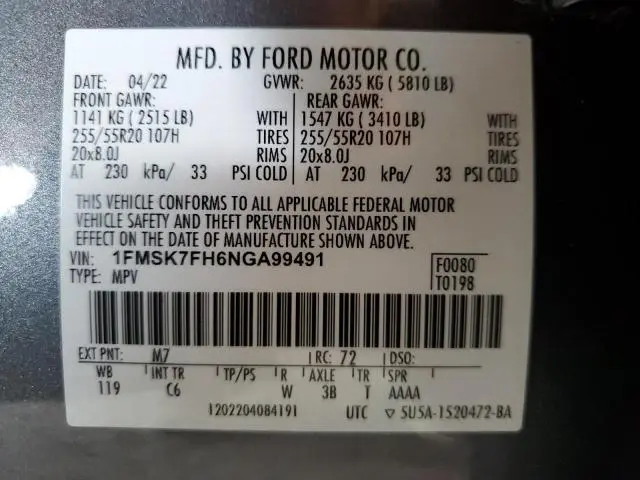 MFD. BY FORD MOTOR CO.
DATE: 04/22 GVWR: 2635 KG ( 5810 LB)
FRONT GAWR: REAR GAWR:
1141 KG ( 2515 LB) WITH 1547 KG ( 3410 LB) WITH
255/55R20 107H TIRES 255/55R20 107H TIRES
20x8.0J RIMS 20x8.0J RIMS
AT 230 kPa/ 33 PSI COLD AT 230 kPa/ 33 PSI COLD
THIS VEHICLE CONFORMS TO ALL APPLICABLE FEDERAL MOTOR
VEHICLE SAFETY AND THEFT PREVENTION STANDARDS IN
EFFECT ON THE DATE OF MANUFACTURE SHOWN ABOVE.
VIN: 1FMSK7FH6NGA99491 F0080
TYPE: MPV T0198
EXT PNT: M7 RC: 72 DSO:
WB INT TR TP/PS R AXLE TR SPR
119 C6 W 3B T AAAA
1202204084191 UTC ▽ 5U5A-1520472-BA